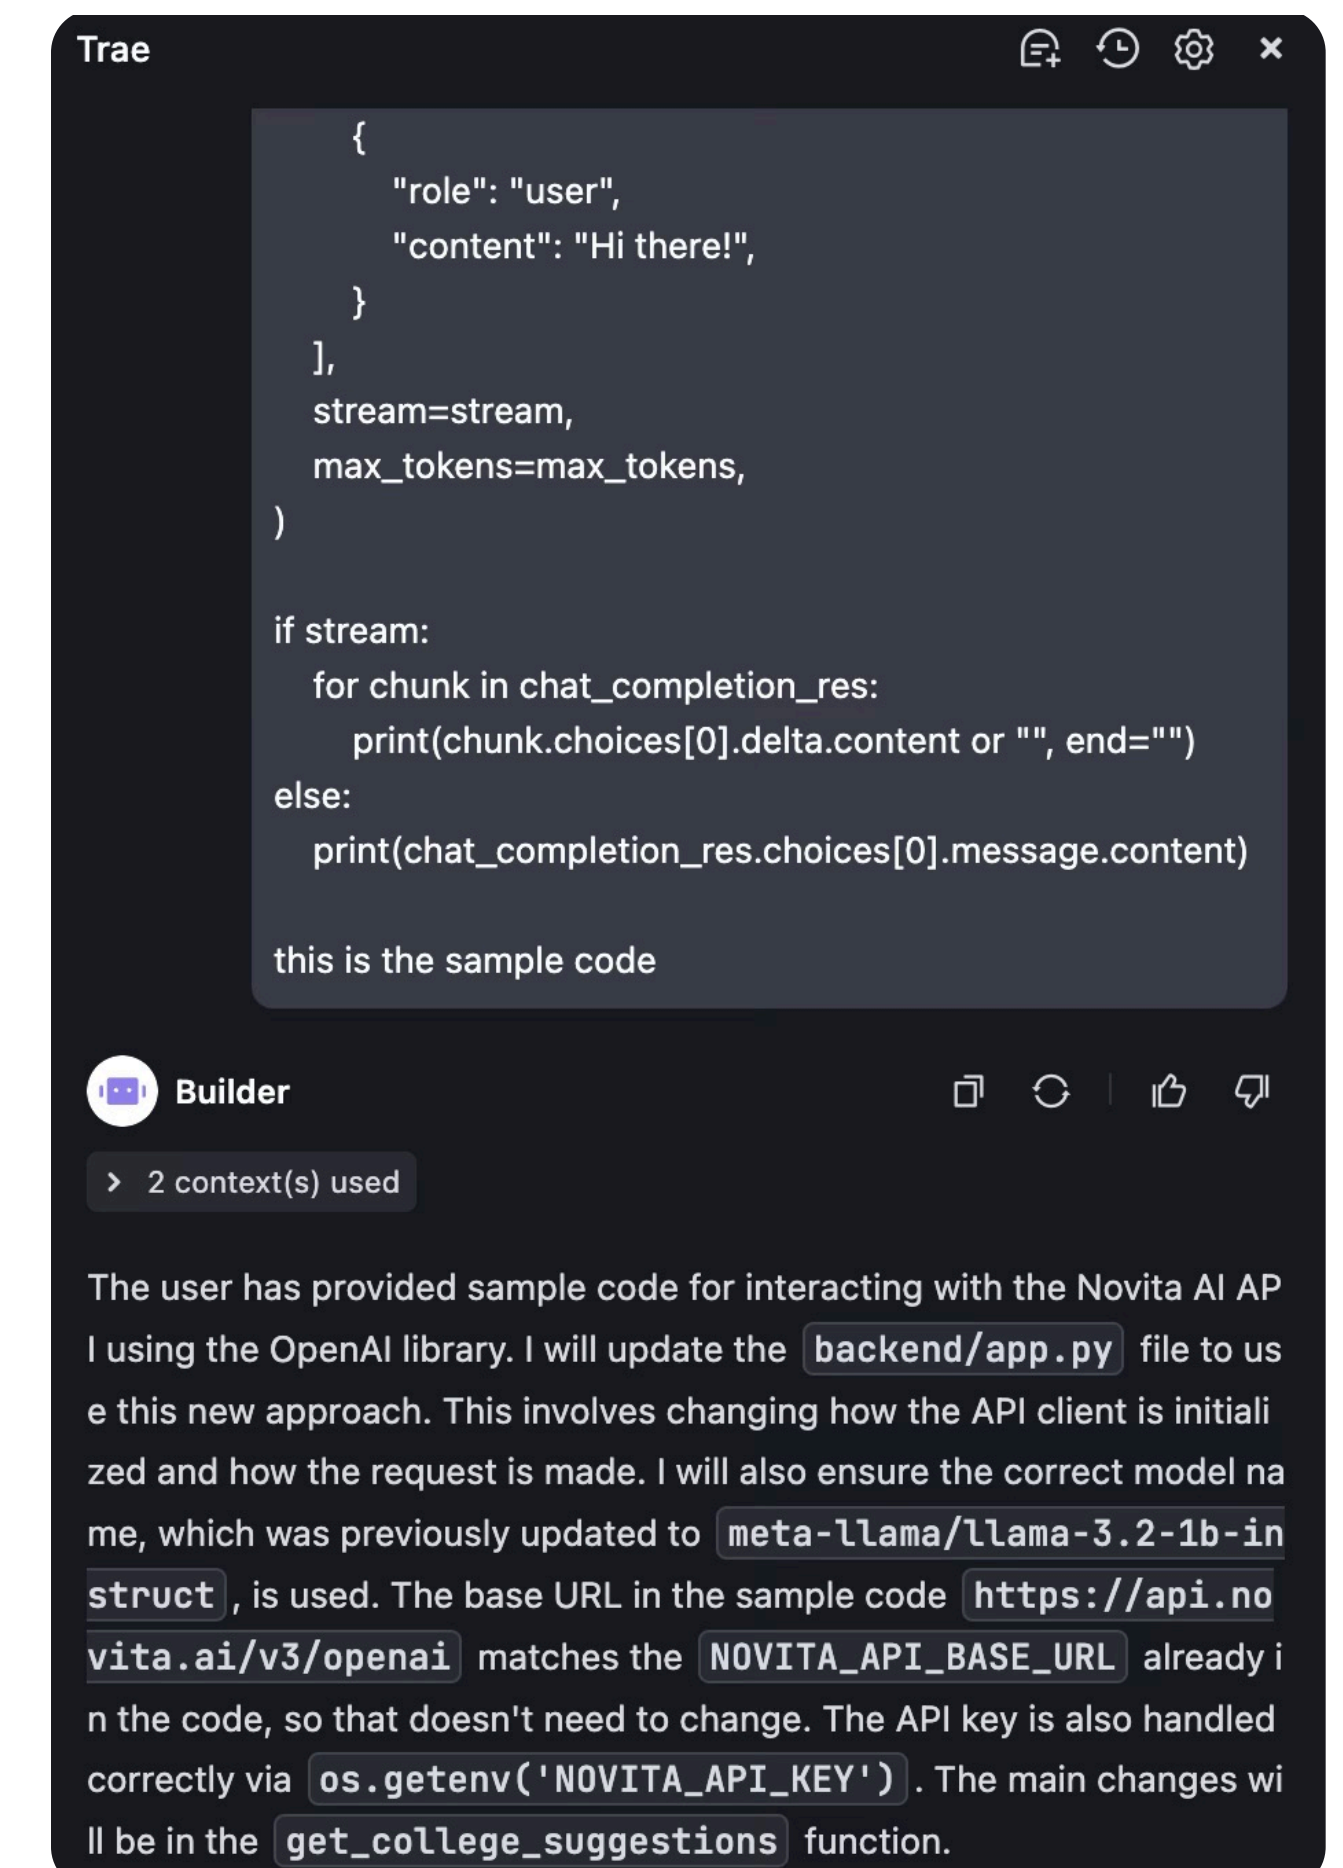 Trae
{
"role": "user",
"content": "Hi there!",
}
],
stream=stream,
max_tokens=max_tokens,
)
if stream:
for chunk in chat_completion_res:
print(chunk.choices[0].delta.content or "", end="")
else:
print(chat_completion_res.choices[0].message.content)
this is the sample code
Builder
> 2 context(s) used
The user has provided sample code for interacting with the Novita AI AP
I using the OpenAI library. I will update the backend/app.py file to us
e this new approach. This involves changing how the API client is initiali
zed and how the request is made. I will also ensure the correct model na
me, which was previously updated to meta-llama/llama-3.2-1b-in
struct, is used. The base URL in the sample code https://api.no
vita.ai/v3/openai matches the NOVITA_API_BASE_URL already i
n the code, so that doesn't need to change. The API key is also handled
correctly via os.getenv('NOVITA_API_KEY'). The main changes wi
ll be in the get_college_suggestions function.